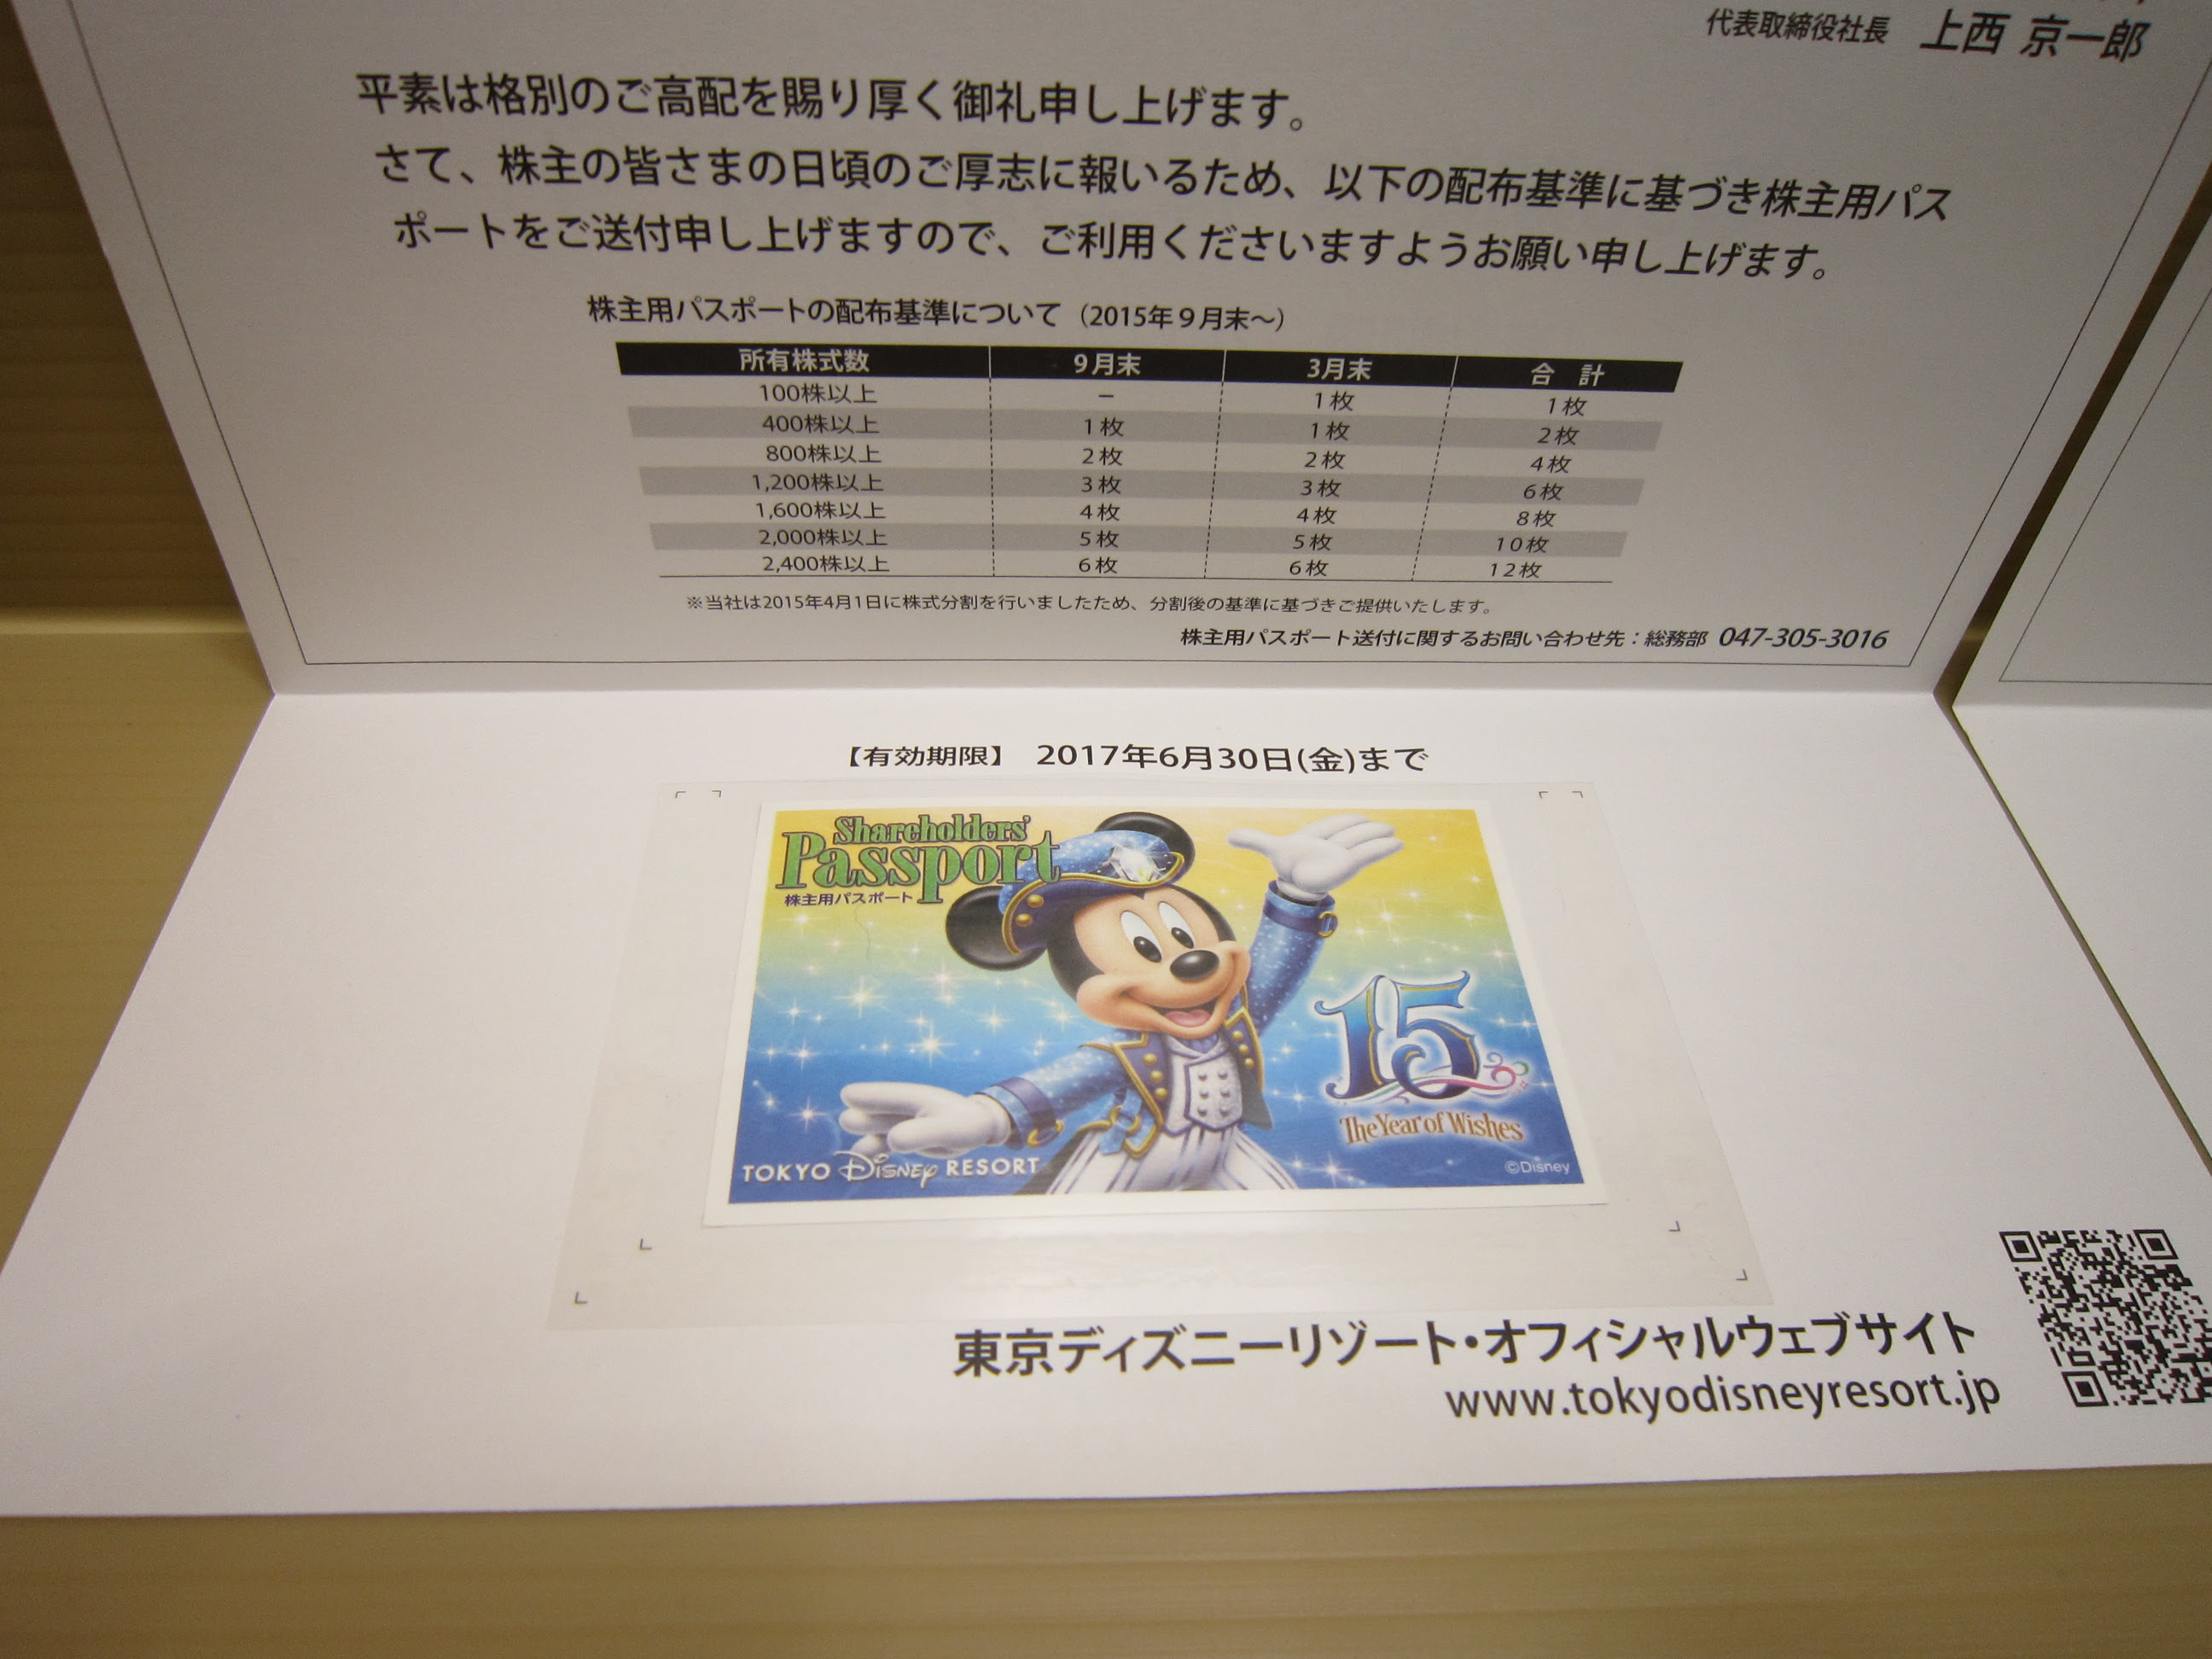 代表取締役社長 上西 京一郎
平素は格別のご高配を賜り厚く御礼申し上げます。
さて、株主の皆さまの日頃のご厚志に報いるため、以下の配布基準に基づき株主用パス
ポートをご送付申し上げますので、ご利用くださいますようお願い申し上げます。
株主用パスポートの配布基準について（2015年9月末～）
所有株式数 9月末 3月末 合 計
100株以上 － 1枚 1枚
400株以上 1枚 1枚 2枚
800株以上 2枚 2枚 4枚
1,200株以上 3枚 3枚 6枚
1,600株以上 4枚 4枚 8枚
2,000株以上 5枚 5枚 10枚
2,400株以上 6枚 6枚 12枚
※当社は2015年4月1日に株式分割を行いましたため、分割後の基準に基づきご提供いたします。
株主用パスポート送付に関するお問い合わせ先：総務部 047-305-3016
【有効期限】 2017年6月30日(金)まで
Shareholders'
Passport
株主用パスポート
15
The Year of Wishes
TOKYO Disney RESORT
©Disney
東京ディズニーリゾート・オフィシャルウェブサイト
www.tokyodisneyresort.jp